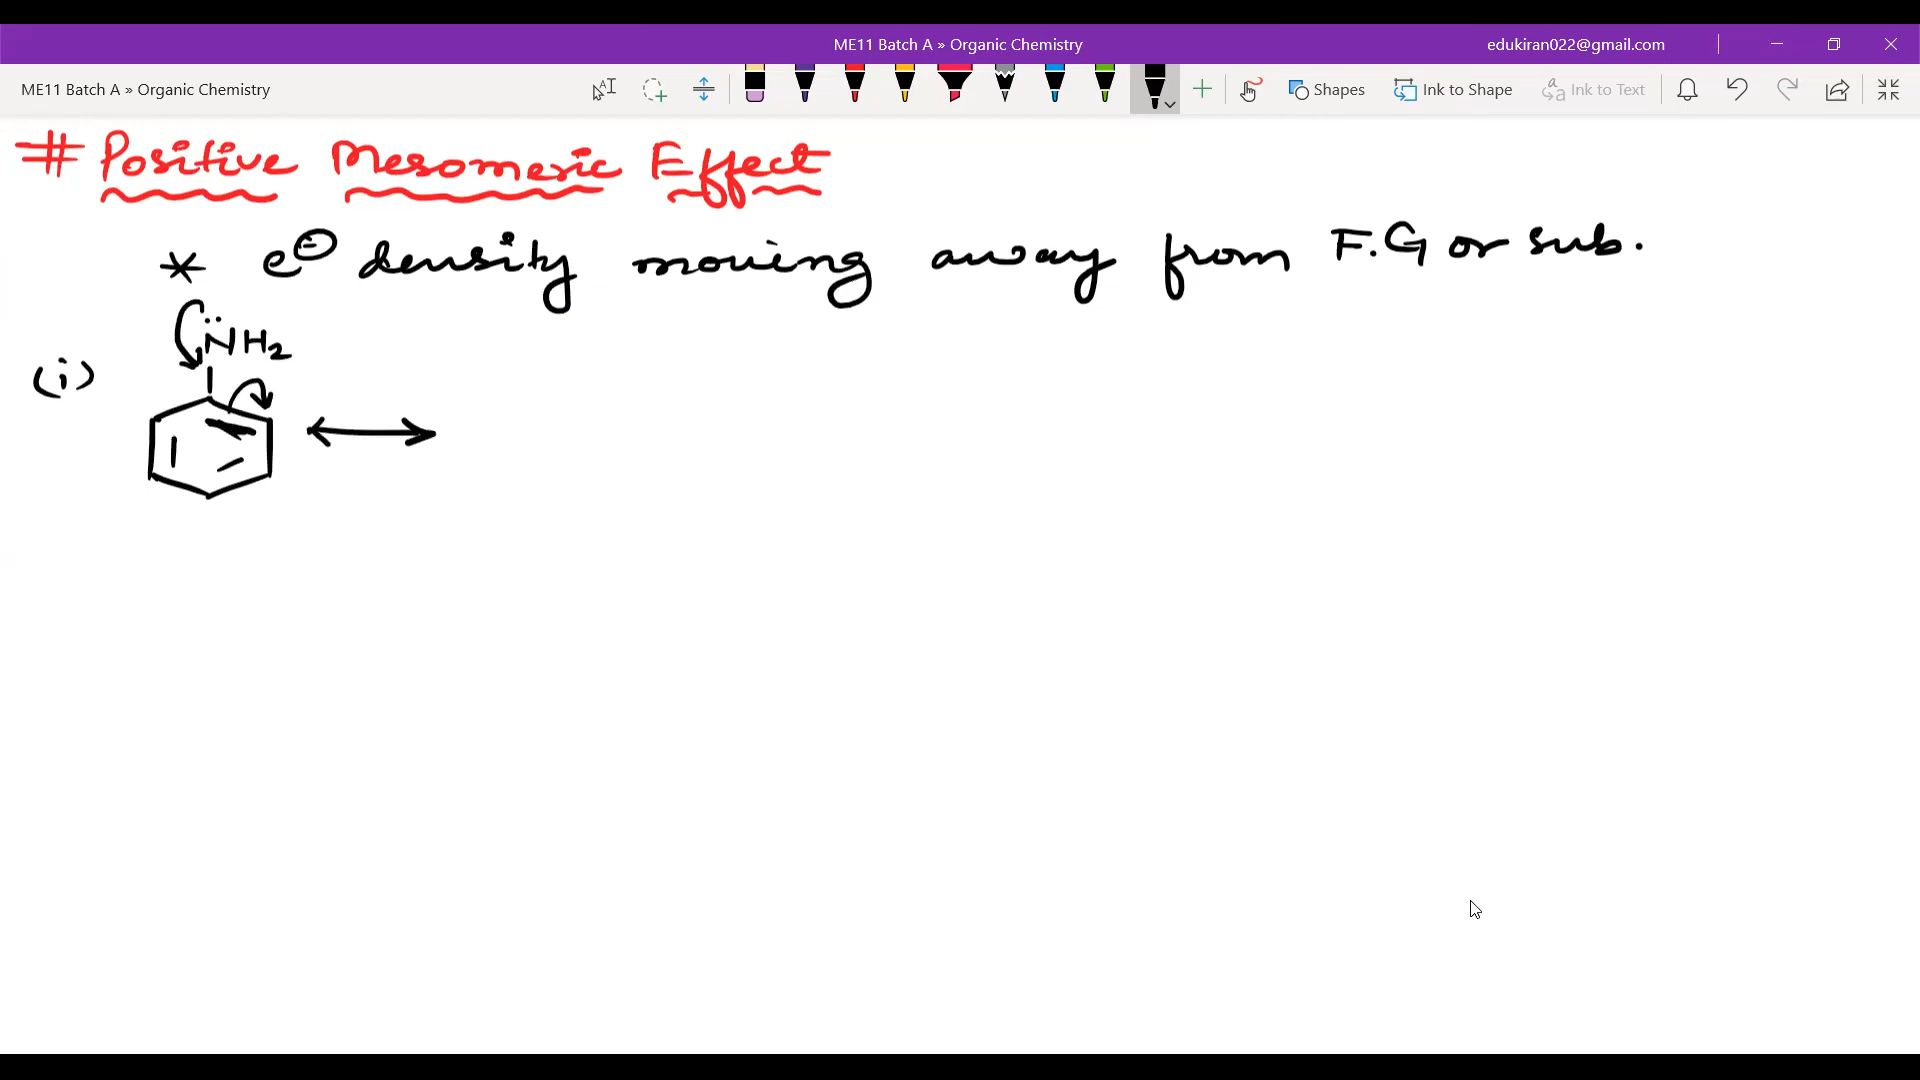 ME11 Batch A » Organic Chemistry
edukiran022@gmail.com
ME11 Batch A » Organic Chemistry
Shapes
Ink to Shape
Ink to Text
# Positive Mesomeric Effect
* e⊖ density moving away from F.G or sub.
(i)
N̈H₂